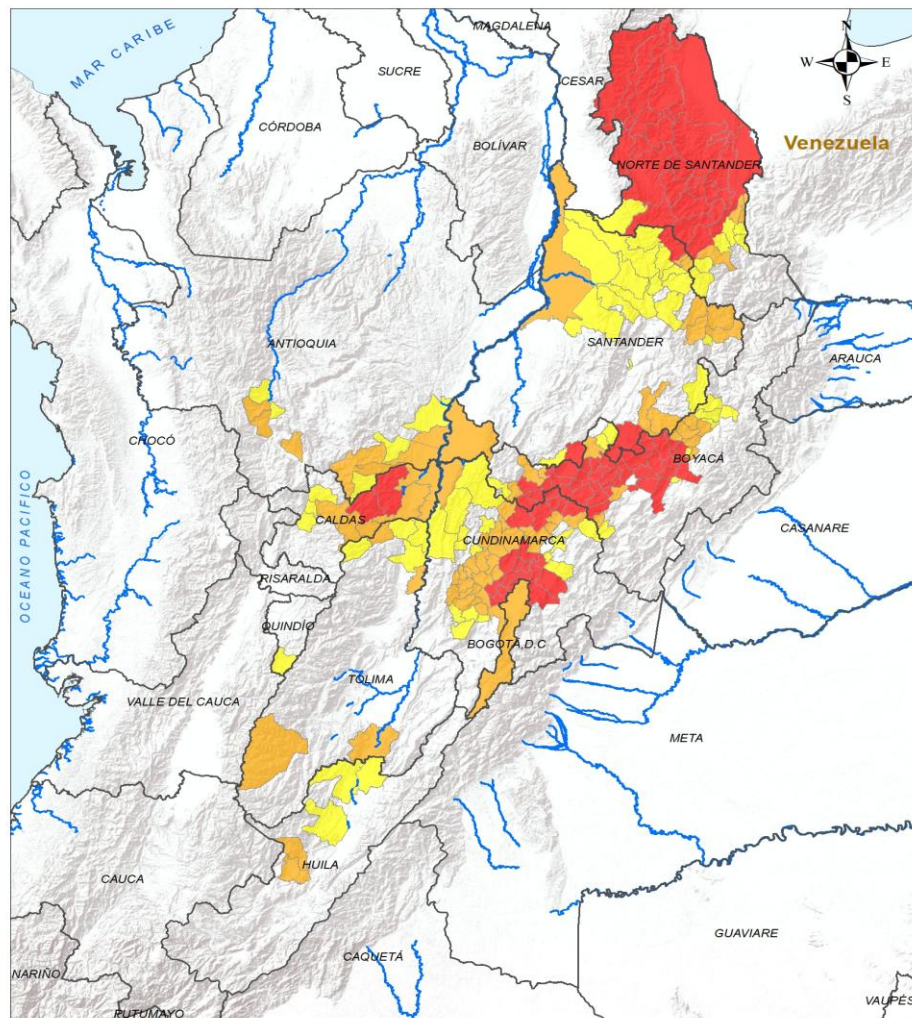 MAGDALENA
MAR CARIBE
SUCRE
CESAR
N
W
E
S
CÓRDOBA
BOLÍVAR
Venezuela
NORTE DE SANTANDER
ANTIOQUIA
SANTANDER
ARAUCA
CHOCÓ
BOYACÁ
OCEANO PACIFICO
CALDAS
CUNDINAMARCA
CASANARE
RISARALDA
QUINDÍO
BOGOTÁ,D.C
TOLIMA
VALLE DEL CAUCA
META
HUILA
CAUCA
GUAVIARE
CAQUETÁ
NARIÑO
VAUPÉS
PUTUMAYO